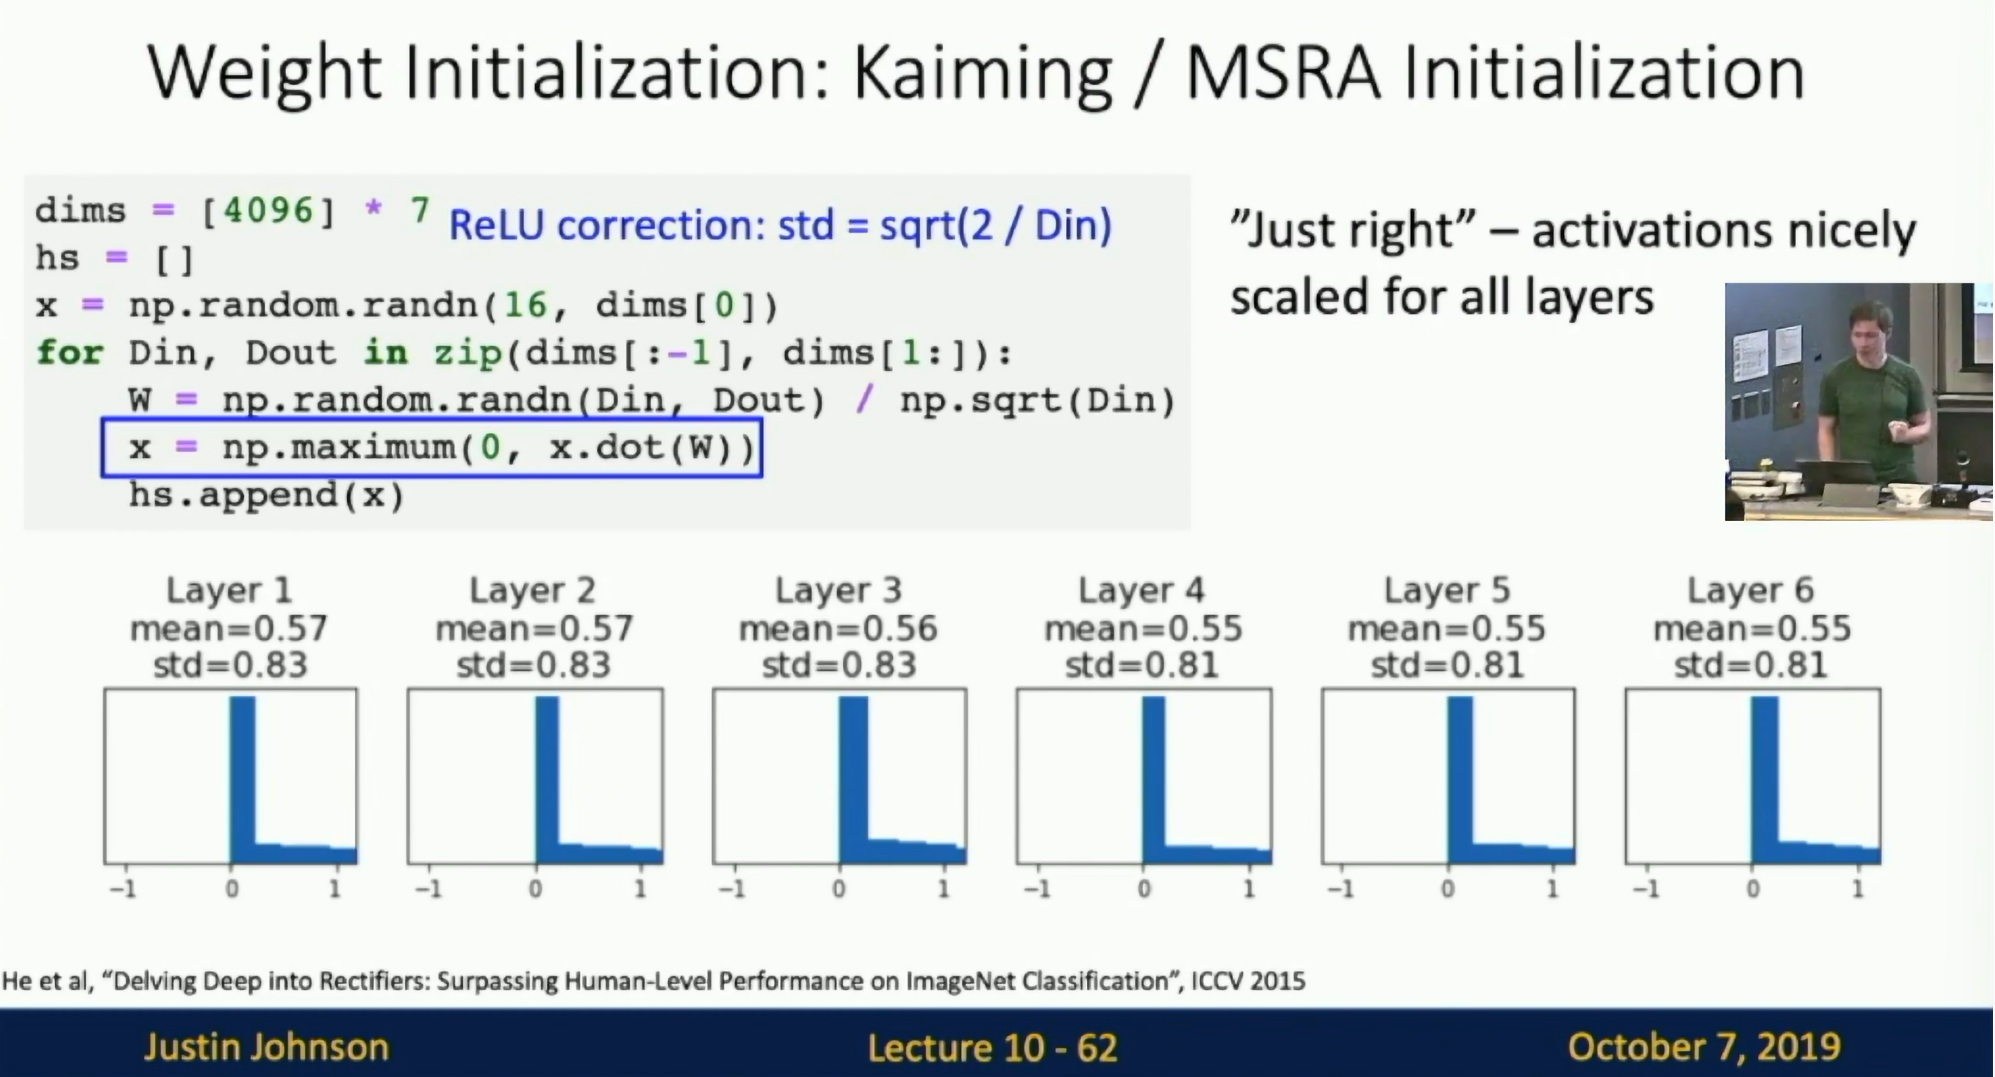 Weight Initialization: Kaiming / MSRA Initialization
dims = [4096] * 7
ReLU correction: std = sqrt(2 / Din)
hs = []
x = np.random.randn(16, dims[0])
for Din, Dout in zip(dims[:-1], dims[1:]):
    W = np.random.randn(Din, Dout) / np.sqrt(Din)
    x = np.maximum(0, x.dot(W))
    hs.append(x)
”Just right” – activations nicely
scaled for all layers
Layer 1
mean=0.57
std=0.83
−1 0 1
Layer 2
mean=0.57
std=0.83
−1 0 1
Layer 3
mean=0.56
std=0.83
−1 0 1
Layer 4
mean=0.55
std=0.81
−1 0 1
Layer 5
mean=0.55
std=0.81
−1 0 1
Layer 6
mean=0.55
std=0.81
−1 0 1
He et al, “Delving Deep into Rectifiers: Surpassing Human-Level Performance on ImageNet Classification”, ICCV 2015
Justin Johnson
Lecture 10 - 62
October 7, 2019